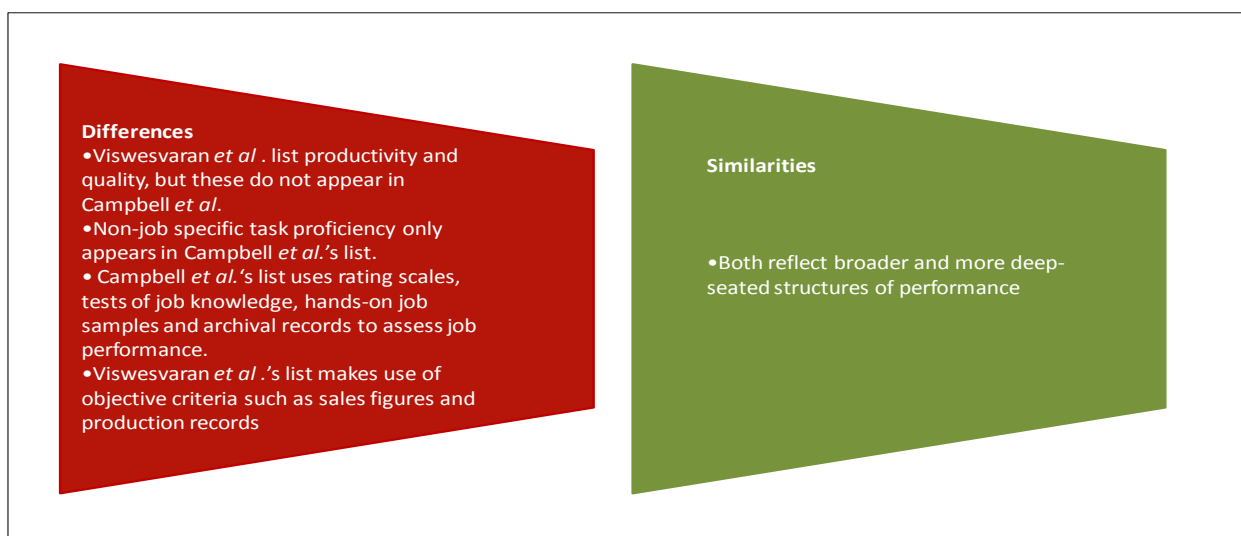 Differences
•Viswesvaran et al . list productivity and
quality, but these do not appear in
Campbell et al.
•Non-job specific task proficiency only
appears in Campbell et al.’s list.
• Campbell et al.‘s list uses rating scales,
tests of job knowledge, hands-on job
samples and archival records to assess job
performance.
•Viswesvaran et al .’s list makes use of
objective criteria such as sales figures and
production records
Similarities
•Both reflect broader and more deep-
seated structures of performance